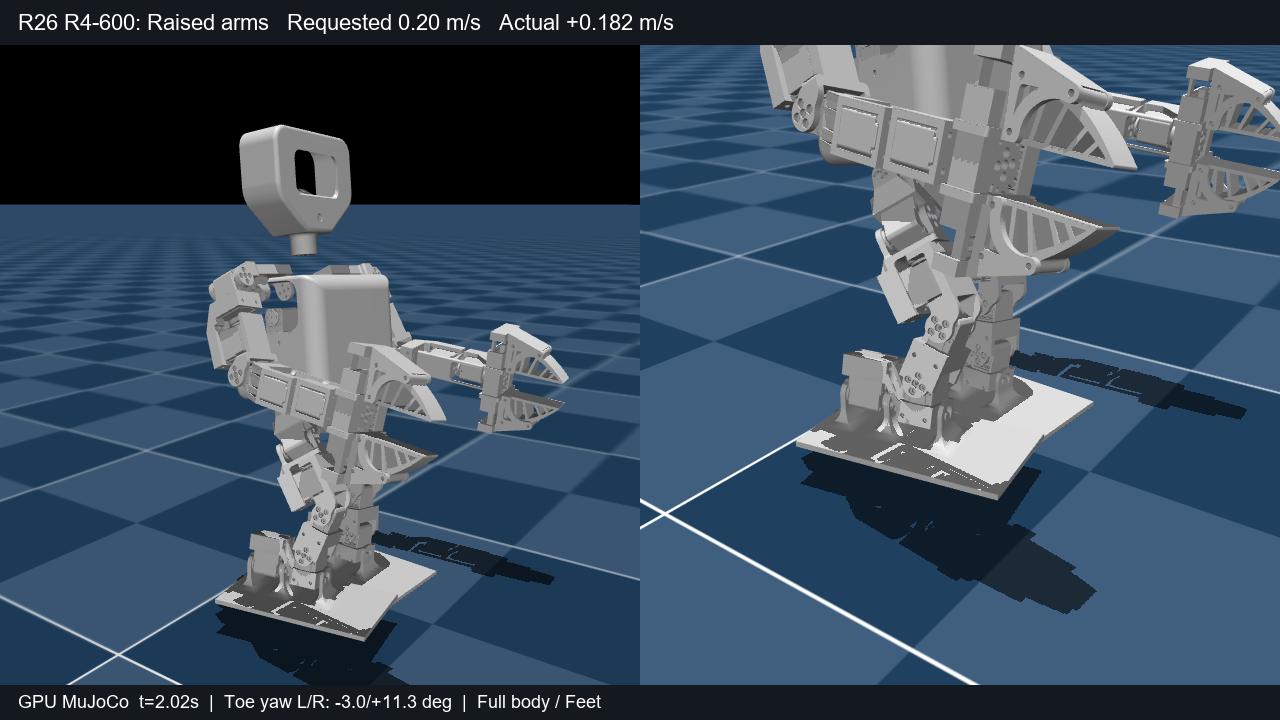 R26 R4-600: Raised arms   Requested 0.20 m/s   Actual +0.182 m/s
GPU MuJoCo  t=2.02s  |  Toe yaw L/R: -3.0/+11.3 deg  |  Full body / Feet